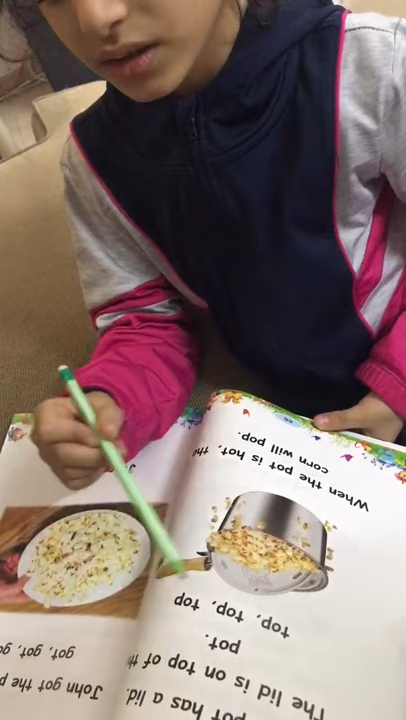 pot has a lid.
The lid is on top of the
pot.
top, top, top
When the pot is hot, the
corn will pop.
John got the
got, got,